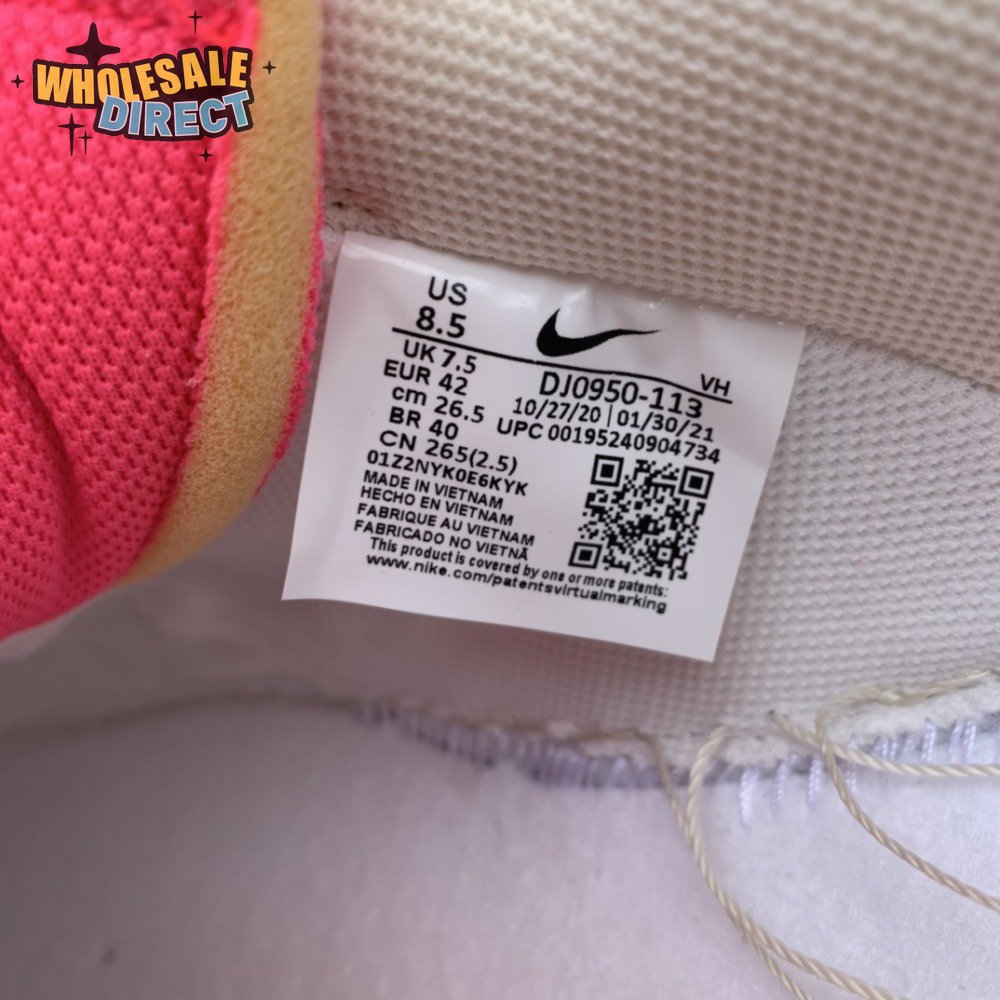 WHOLESALE
DIRECT
US
8.5
VH
UK 7.5
EUR 42
cm 26.5
BR 40
CN 265(2.5)
DJ0950-113
10/27/20 | 01/30/21
UPC 00195240904734
01Z2NYK0E6KYK
MADE IN VIETNAM
HECHO EN VIETNAM
FABRIQUE AU VIETNAM
FABRICADO NO VIETNÃ
This product is covered by one or more patents:
www.nike.com/patentsvirtualmarking